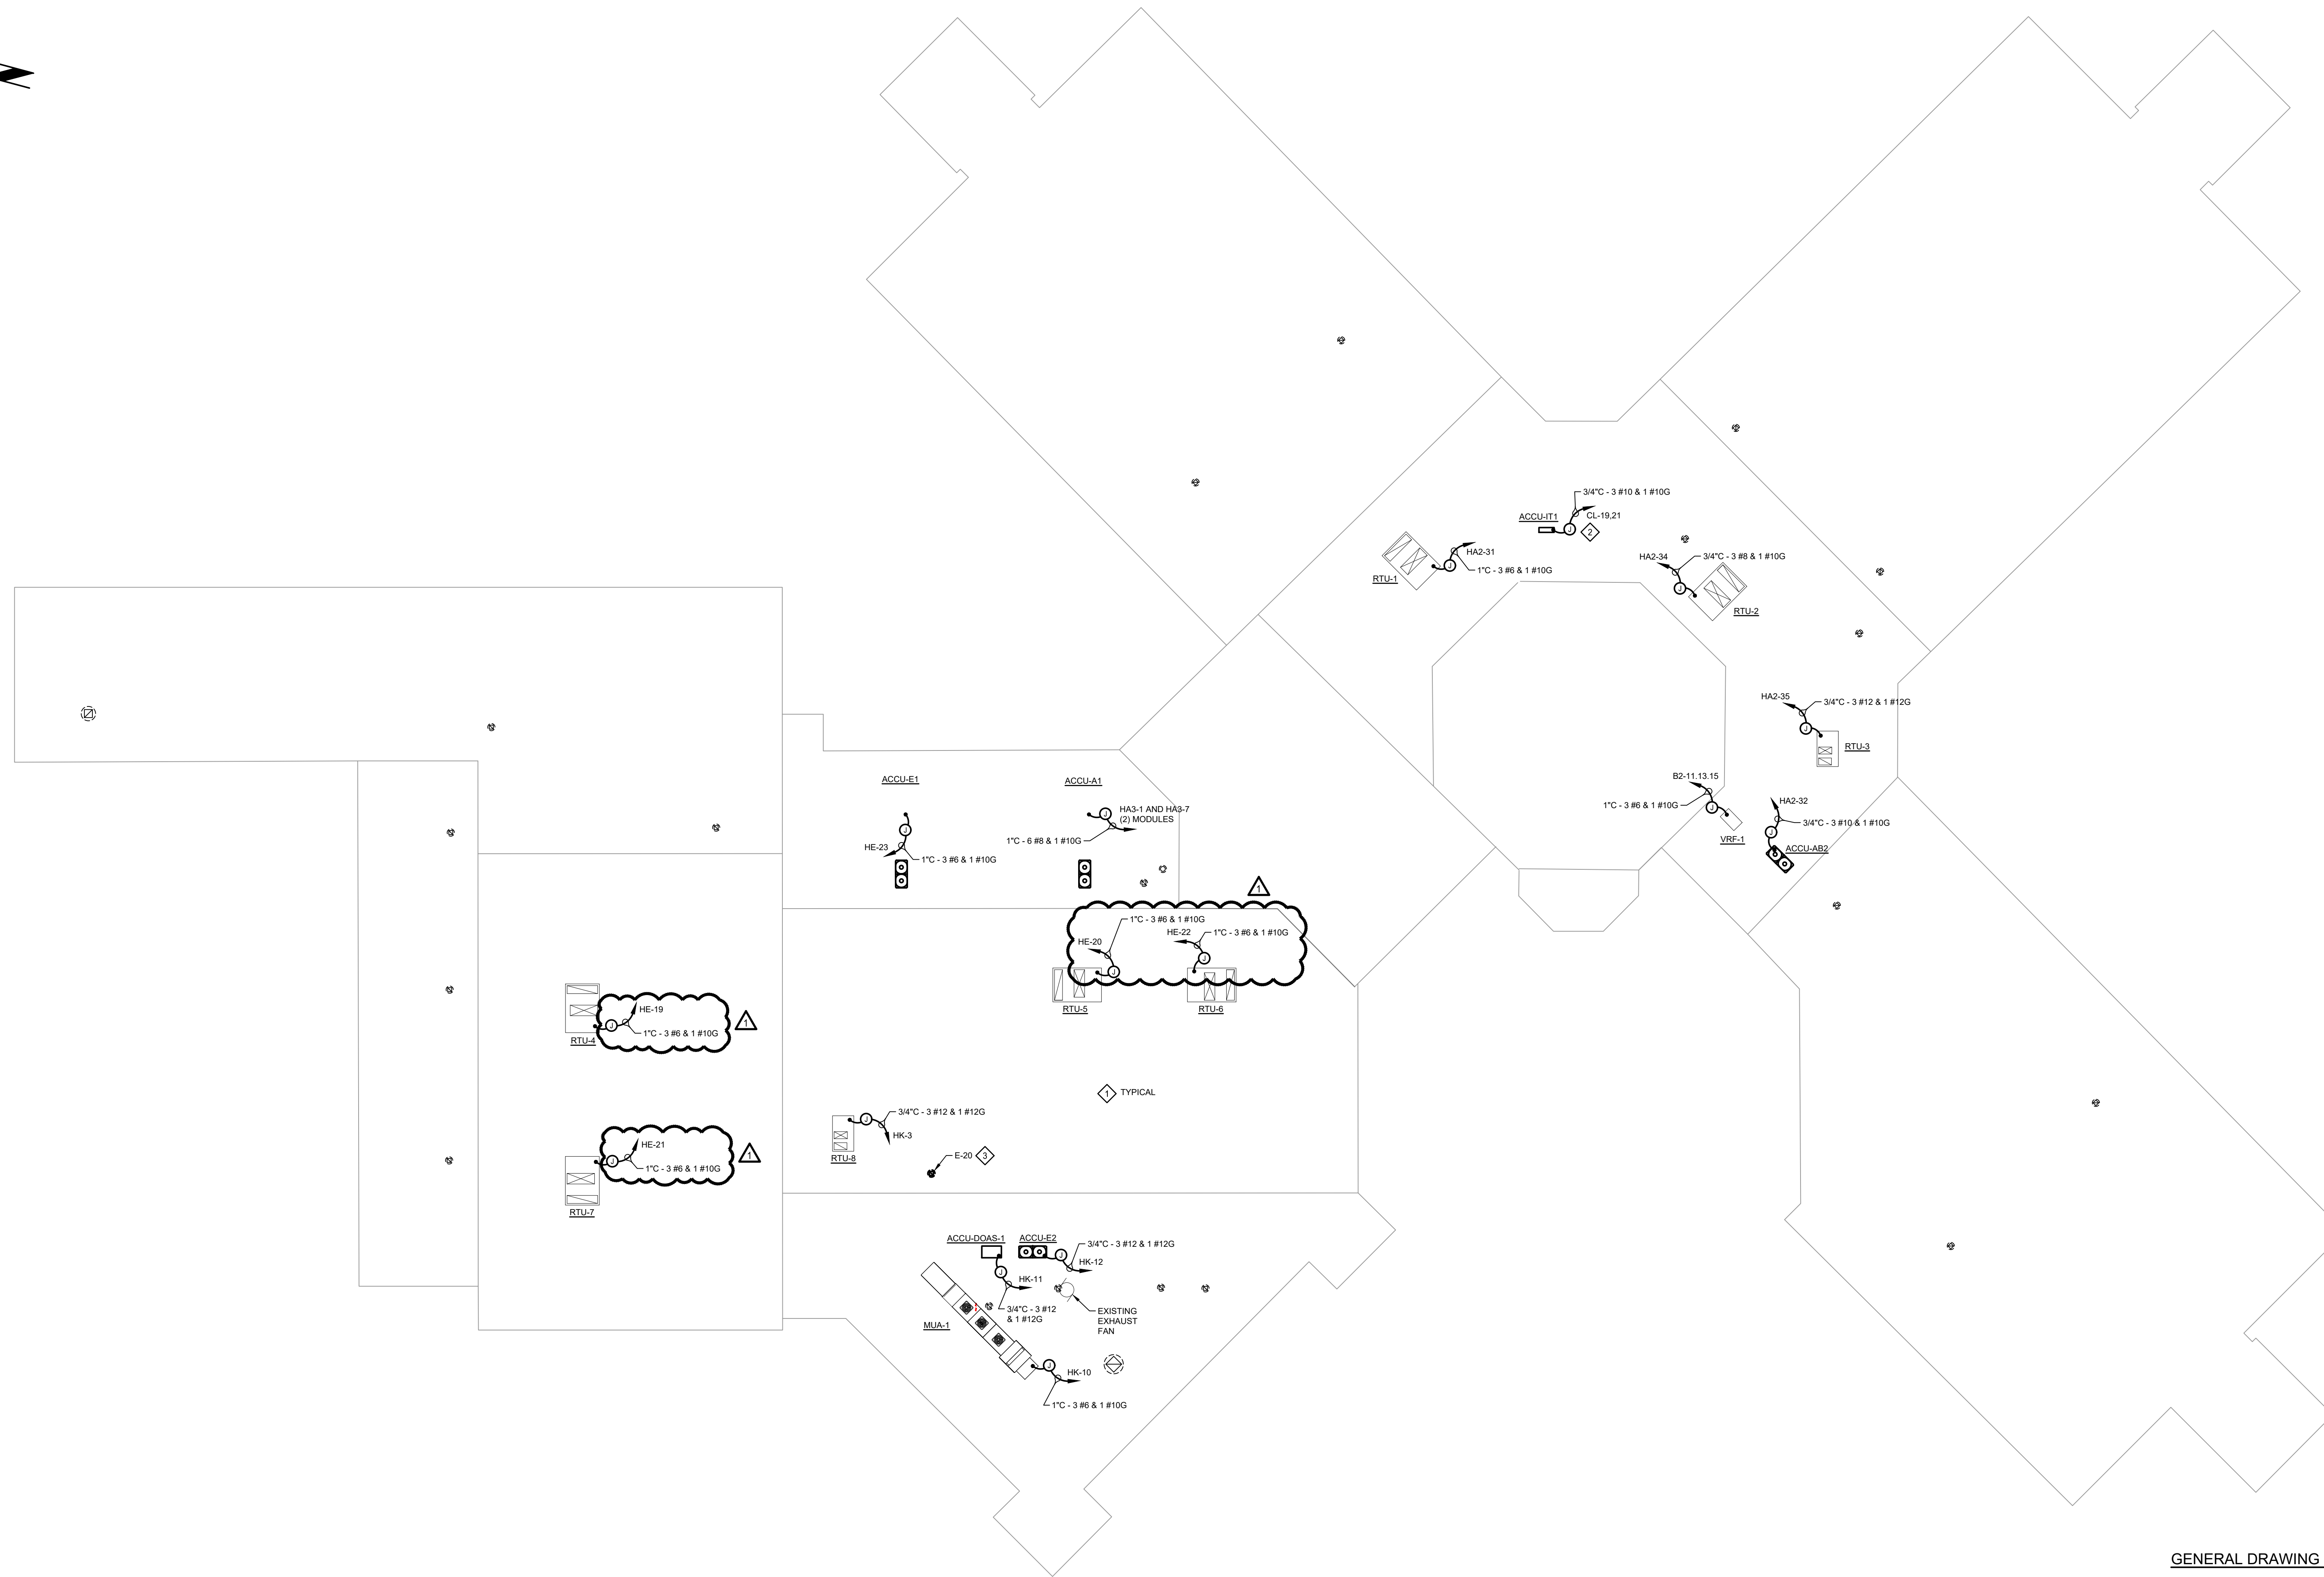 3/4"C - 3 #10 & 1 #10G
ACCU-IT1
CL-19,21
J
2
HA2-31
J
1"C - 3 #6 & 1 #10G
RTU-1
HA2-34
3/4"C - 3 #8 & 1 #10G
J
RTU-2
HA2-35
3/4"C - 3 #12 & 1 #12G
J
RTU-3
B2-11.13.15
1"C - 3 #6 & 1 #10G
J
VRF-1
HA2-32
3/4"C - 3 #10 & 1 #10G
J
ACCU-AB2
ACCU-E1
J
HE-23
1"C - 3 #6 & 1 #10G
ACCU-A1
J
HA3-1 AND HA3-7
(2) MODULES
1"C - 6 #8 & 1 #10G
1
1"C - 3 #6 & 1 #10G
HE-20
J
RTU-5
HE-22
1"C - 3 #6 & 1 #10G
J
RTU-6
HE-19
J
1"C - 3 #6 & 1 #10G
RTU-4
1
1 TYPICAL
HE-21
J
1"C - 3 #6 & 1 #10G
RTU-7
1
3/4"C - 3 #12 & 1 #12G
J
HK-3
RTU-8
E-20
3
ACCU-DOAS-1
ACCU-E2
3/4"C - 3 #12 & 1 #12G
J
HK-12
J
HK-11
3/4"C - 3 #12
& 1 #12G
EXISTING
EXHAUST
FAN
MUA-1
J
HK-10
1"C - 3 #6 & 1 #10G
GENERAL DRAWING